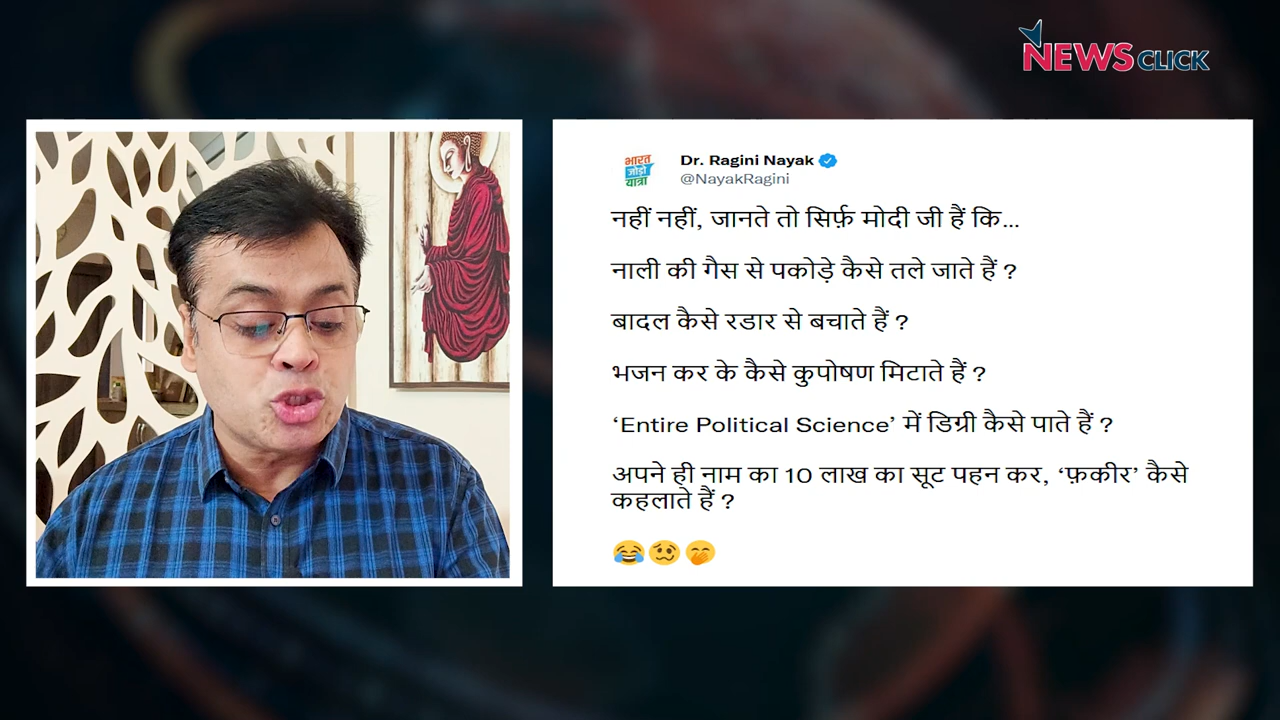 NEWSCLICK
भारत
जोड़ो
यात्रा
Dr. Ragini Nayak
@NayakRagini
नहीं नहीं, जानते तो सिर्फ़ मोदी जी हैं कि...
नाली की गैस से पकोड़े कैसे तले जाते हैं ?
बादल कैसे रडार से बचाते हैं ?
भजन कर के कैसे कुपोषण मिटाते हैं ?
‘Entire Political Science’ में डिग्री कैसे पाते हैं ?
अपने ही नाम का 10 लाख का सूट पहन कर, ‘फ़कीर’ कैसे
कहलाते हैं ?